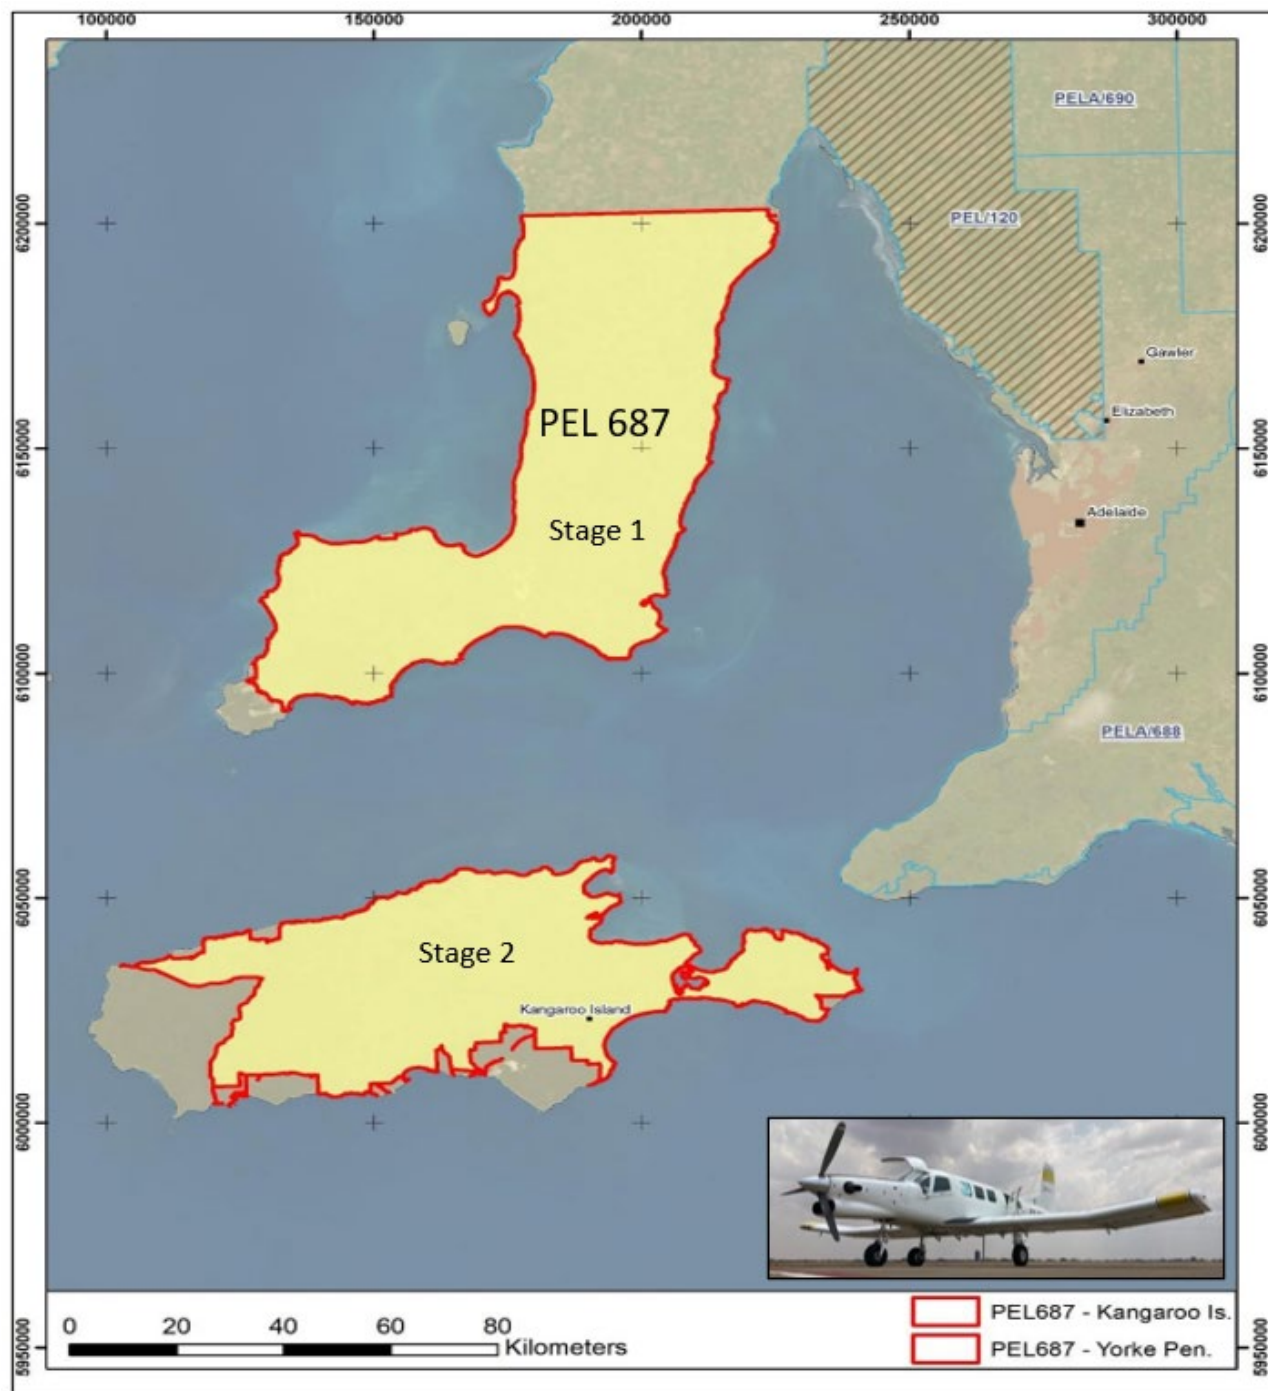 100000 150000 200000 250000 300000
PELA/690
6200000 PEL/120 6200000
Gawler
PEL 687
Elizabeth
6150000 6150000
Stage 1
Adelaide
6100000 6100000
PELA/688
6050000 6050000
Stage 2
Kangaroo Island
6000000 6000000
PEL687 - Kangaroo Is.
0 20 40 60 80
Kilometers
PEL687 - Yorke Pen.
5950000 5950000